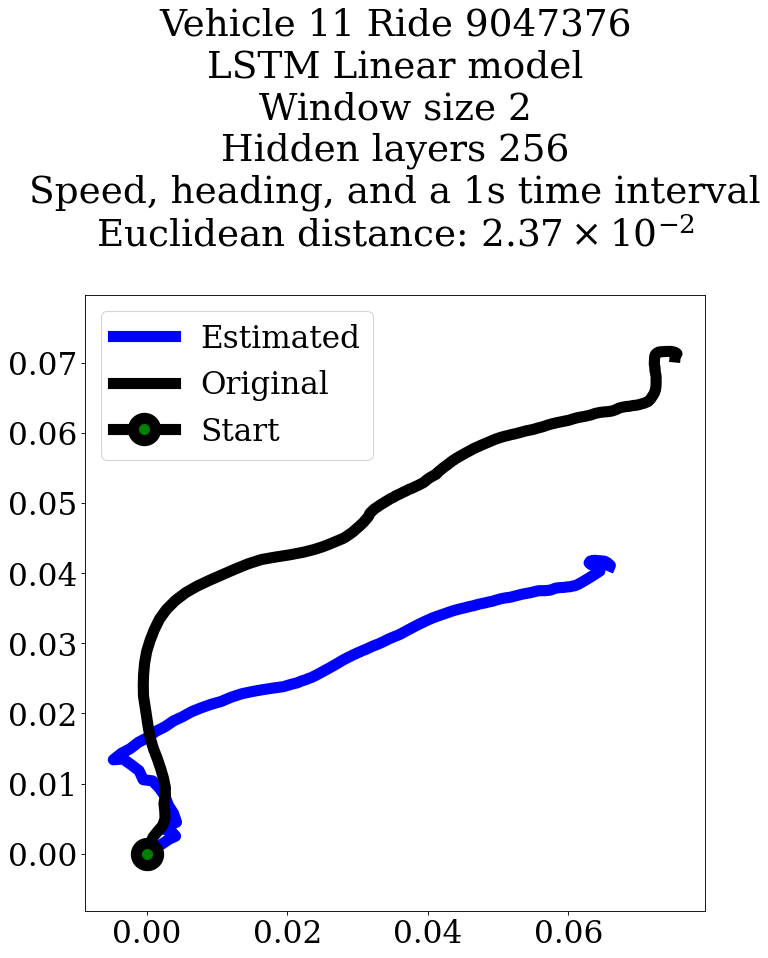 Vehicle 11 Ride 9047376
LSTM Linear model
Window size 2
Hidden layers 256
Speed, heading, and a 1s time interval
Euclidean distance: 2.37 × 10⁻²
Estimated
Original
Start
0.07
0.06
0.05
0.04
0.03
0.02
0.01
0.00
0.00 0.02 0.04 0.06